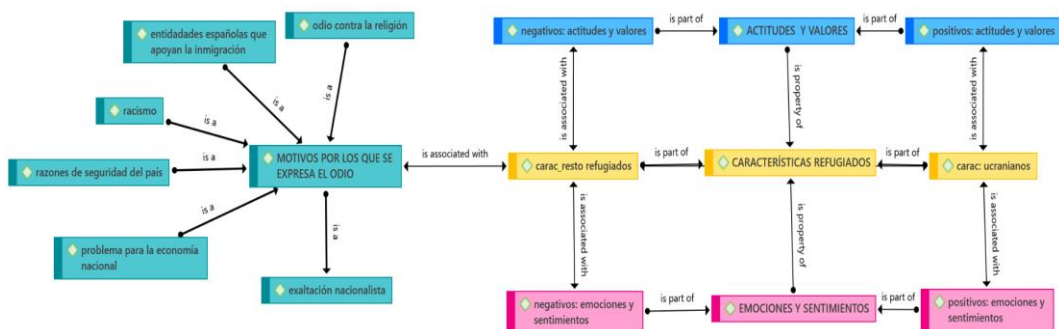 entidadades españolas que
apoyan la inmigración
odio contra la religión
is a
is a
racismo
is a
razones de seguridad del país
is a
MOTIVOS POR LOS QUE SE
EXPRESA EL ODIO
is a
is a
problema para la economía
nacional
exaltación nacionalista
is associated with
negativos: actitudes y valores
is part of
ACTITUDES Y VALORES
is part of
positivos: actitudes y valores
is associated with
is property of
is associated with
carac_resto refugiados
is part of
CARACTERÍSTICAS REFUGIADOS
is part of
carac: ucranianos
is associated with
is property of
is associated with
negativos: emociones y
sentimientos
is part of
EMOCIONES Y SENTIMIENTOS
is part of
positivos: emociones y
sentimientos